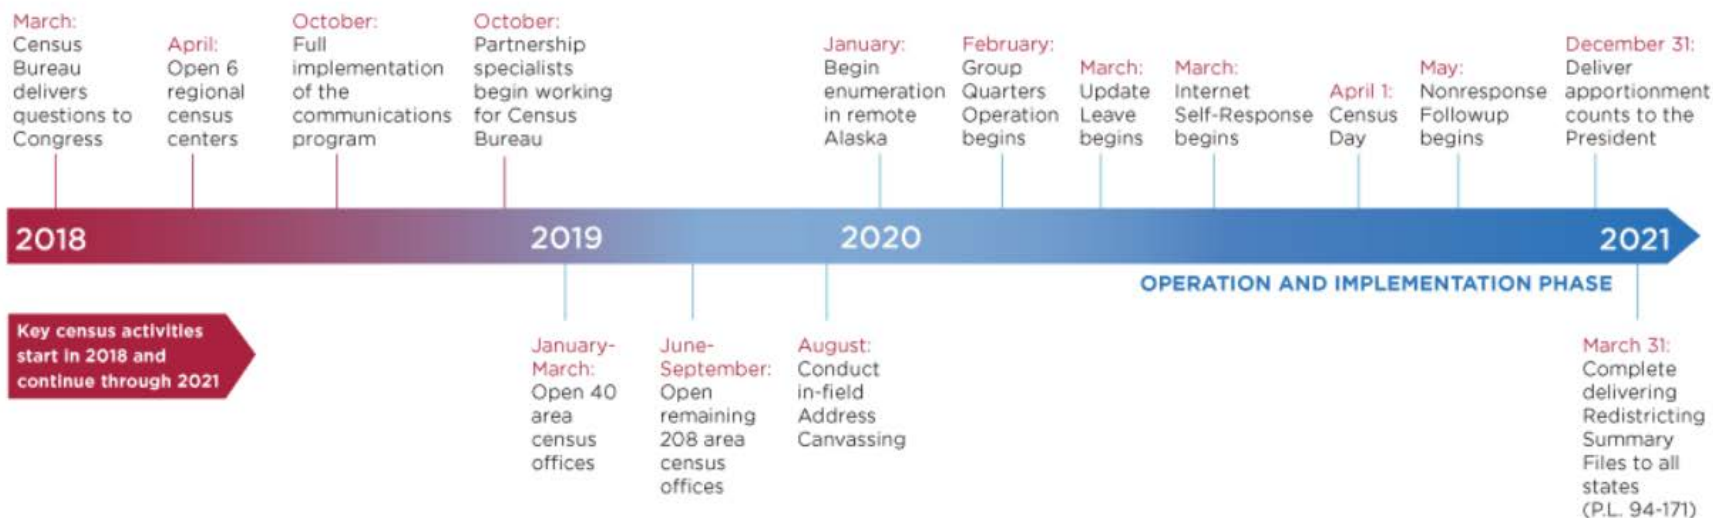 March:
Census
Bureau
delivers
questions to
Congress
April:
Open 6
regional
census
centers
October:
Full
implementation
of the
communications
program
October:
Partnership
specialists
begin working
for Census
Bureau
January:
Begin
enumeration
in remote
Alaska
February:
Group
Quarters
Operation
begins
March:
Update
Leave
begins
March:
Internet
Self-Response
begins
April 1:
Census
Day
May:
Nonresponse
Followup
begins
December 31:
Deliver
apportionment
counts to the
President
2018
2019
2020
2021
OPERATION AND IMPLEMENTATION PHASE
Key census activities
start in 2018 and
continue through 2021
January-
March:
Open 40
area
census
offices
June-
September:
Open
remaining
208 area
census
offices
August:
Conduct
in-field
Address
Canvassing
March 31:
Complete
delivering
Redistricting
Summary
Files to all
states
(P.L. 94-171)